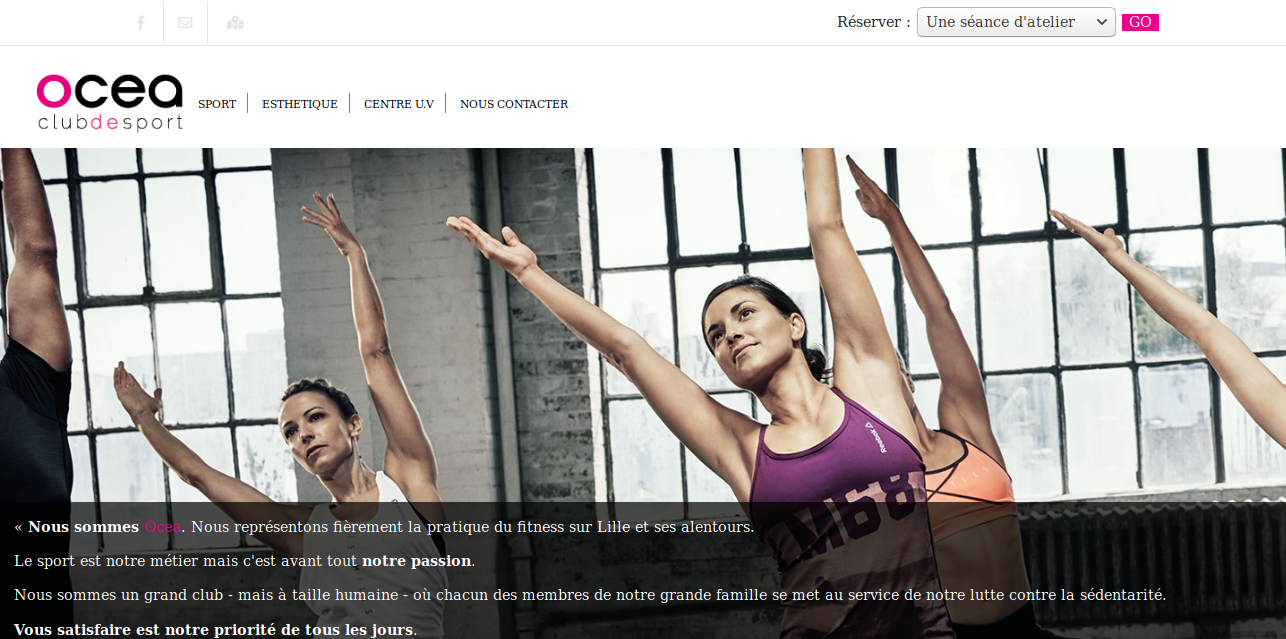 Réserver : Une séance d'atelier GO
ocea
clubdesport
SPORT ESTHETIQUE CENTRE U.V NOUS CONTACTER
Reebok
M68
« Nous sommes Ocea. Nous représentons fièrement la pratique du fitness sur Lille et ses alentours.
Le sport est notre métier mais c'est avant tout notre passion.
Nous sommes un grand club - mais à taille humaine - où chacun des membres de notre grande famille se met au service de notre lutte contre la sédentarité.
Vous satisfaire est notre priorité de tous les jours.